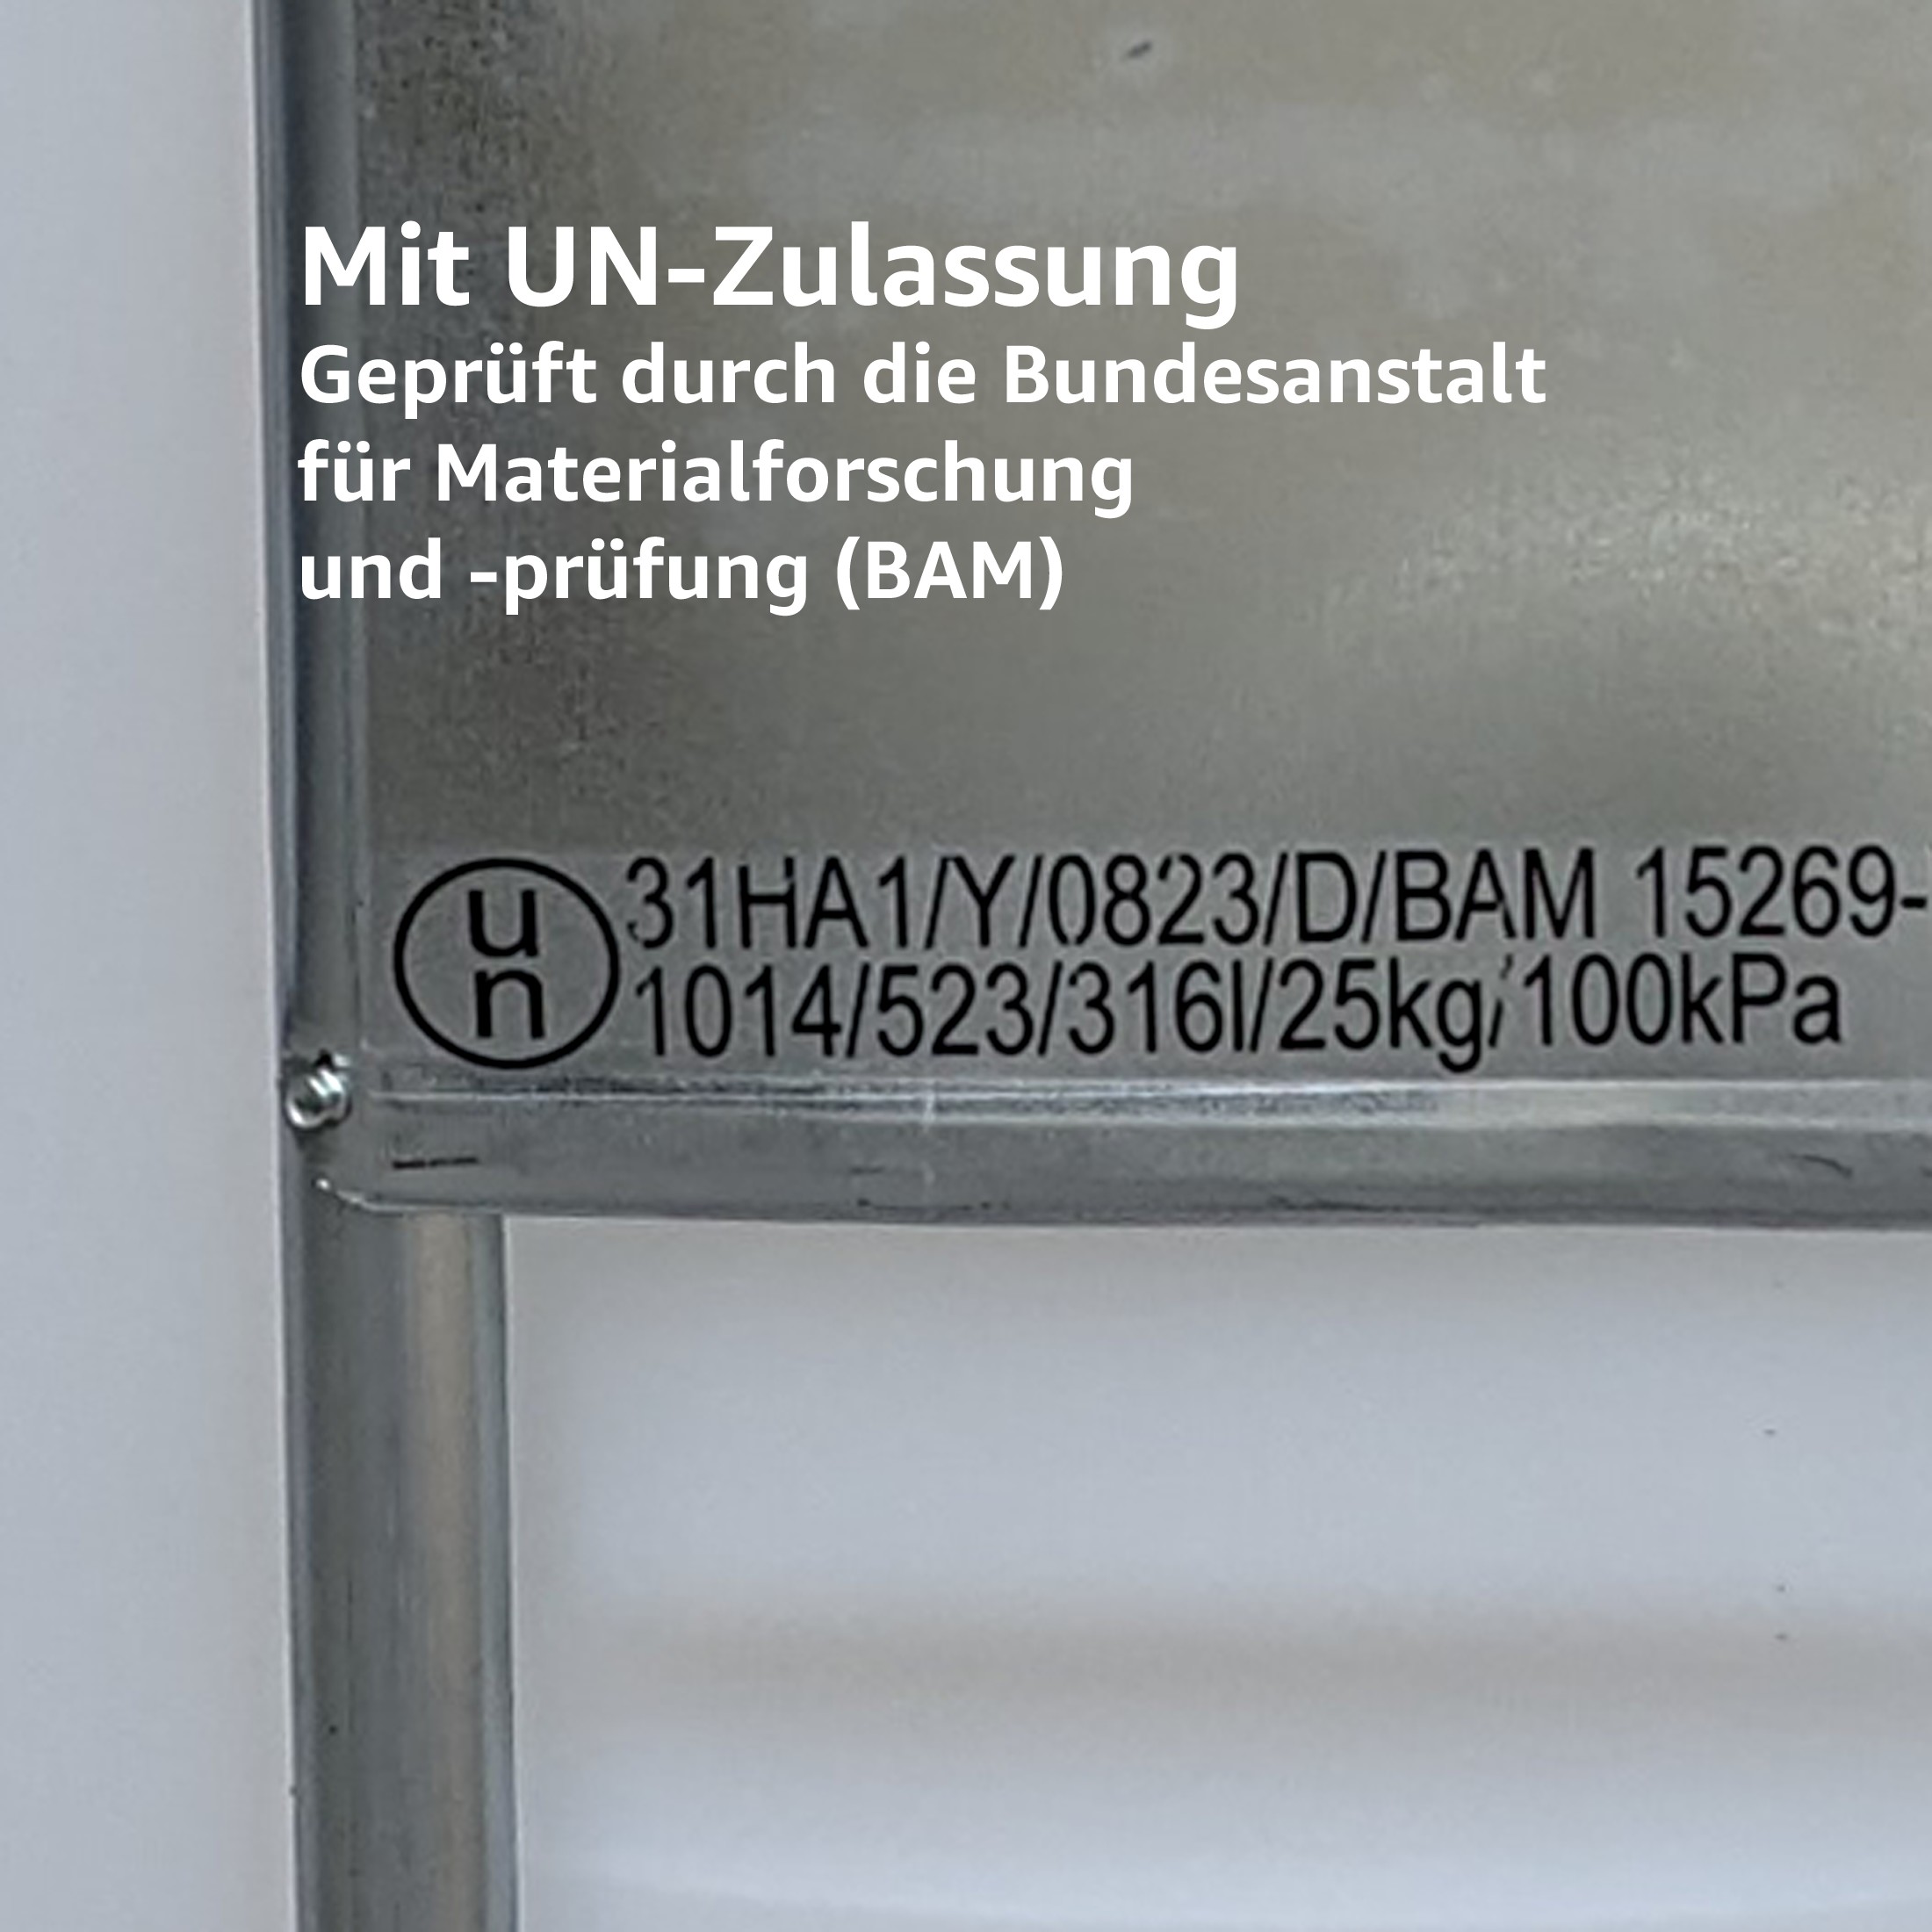 Mit UN-Zulassung
Geprüft durch die Bundesanstalt
für Materialforschung
und -prüfung (BAM)
un
31HA1/Y/0823/D/BAM 15269-
1014/523/316l/25kg/100kPa